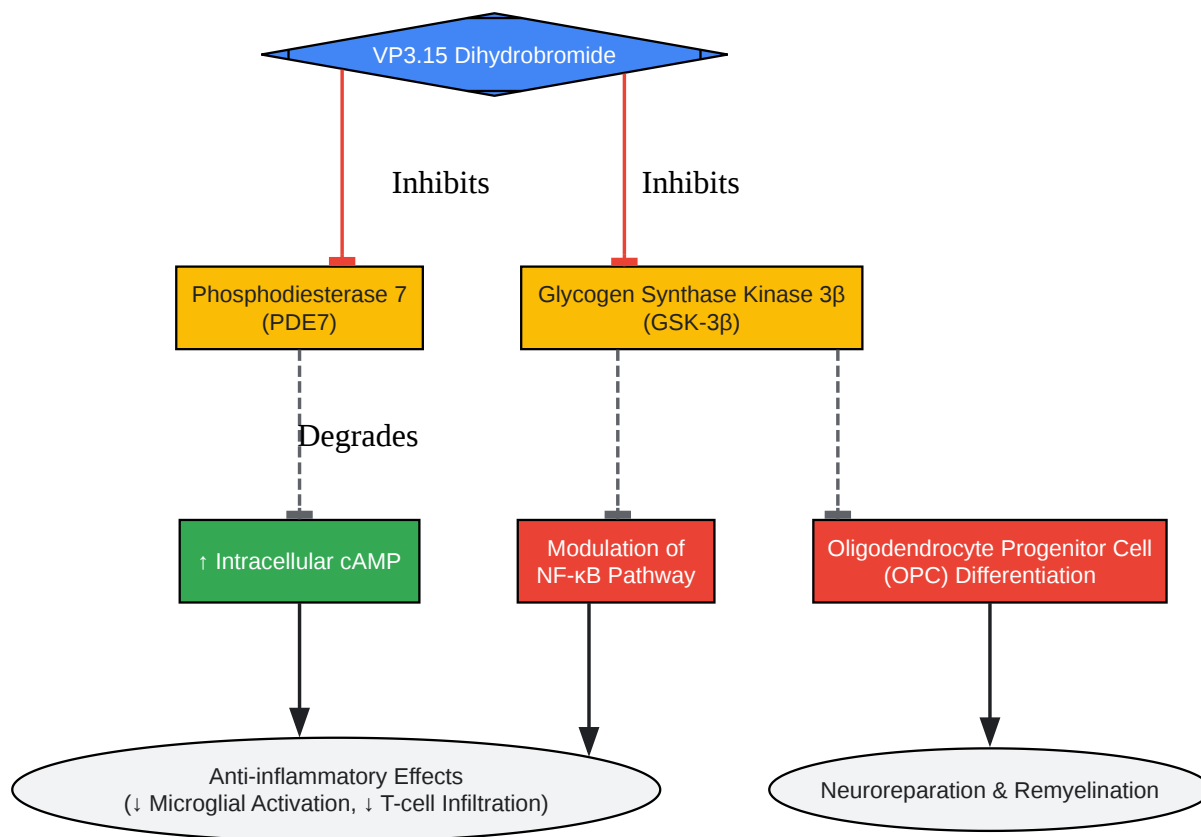 VP3.15 Dihydrobromide
Inhibits
Inhibits
Phosphodiesterase 7
(PDE7)
Glycogen Synthase Kinase 3β
(GSK-3β)
Degrades
↑ Intracellular cAMP
Modulation of
NF-κB Pathway
Oligodendrocyte Progenitor Cell
(OPC) Differentiation
Anti-inflammatory Effects
(↓ Microglial Activation, ↓ T-cell Infiltration)
Neuroreparation & Remyelination